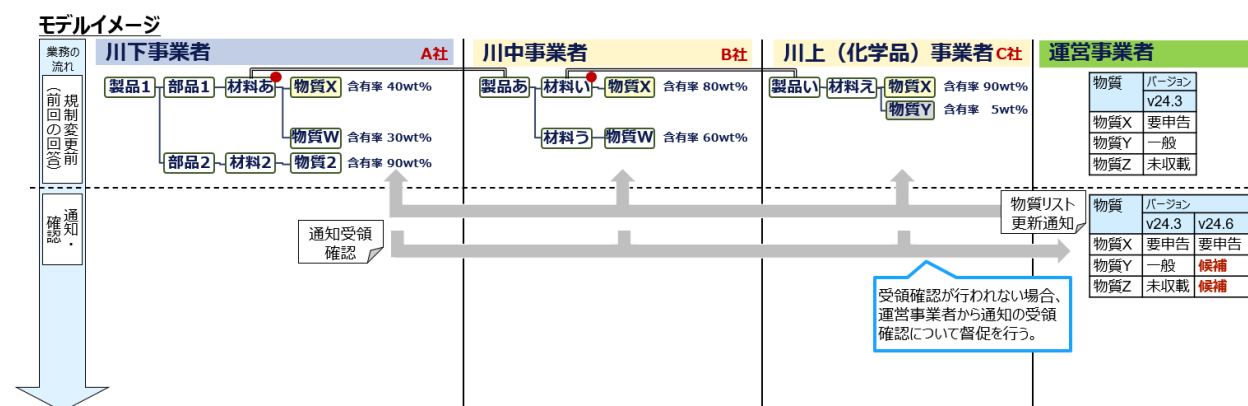 モデルイメージ
業務の
流れ
川下事業者
A社
川中事業者
B社
川上（化学品）事業者
C社
運営事業者
規制変更前
（前回の回答）
製品1
部品1
材料あ
物質X
含有率 40wt%
物質W
含有率 30wt%
部品2
材料2
物質2
含有率 90wt%
製品あ
材料い
物質X
含有率 80wt%
材料う
物質W
含有率 60wt%
製品い
材料え
物質X
含有率 90wt%
物質Y
含有率 5wt%
物質 バージョン
v24.3
物質X 要申告
物質Y 一般
物質Z 未収載
通知・
確認
通知受領
確認
物質リスト
更新通知
受領確認が行われない場合、
運営事業者から通知の受領
確認について督促を行う。
物質 バージョン
v24.3 v24.6
物質X 要申告 要申告
物質Y 一般 候補
物質Z 未収載 候補